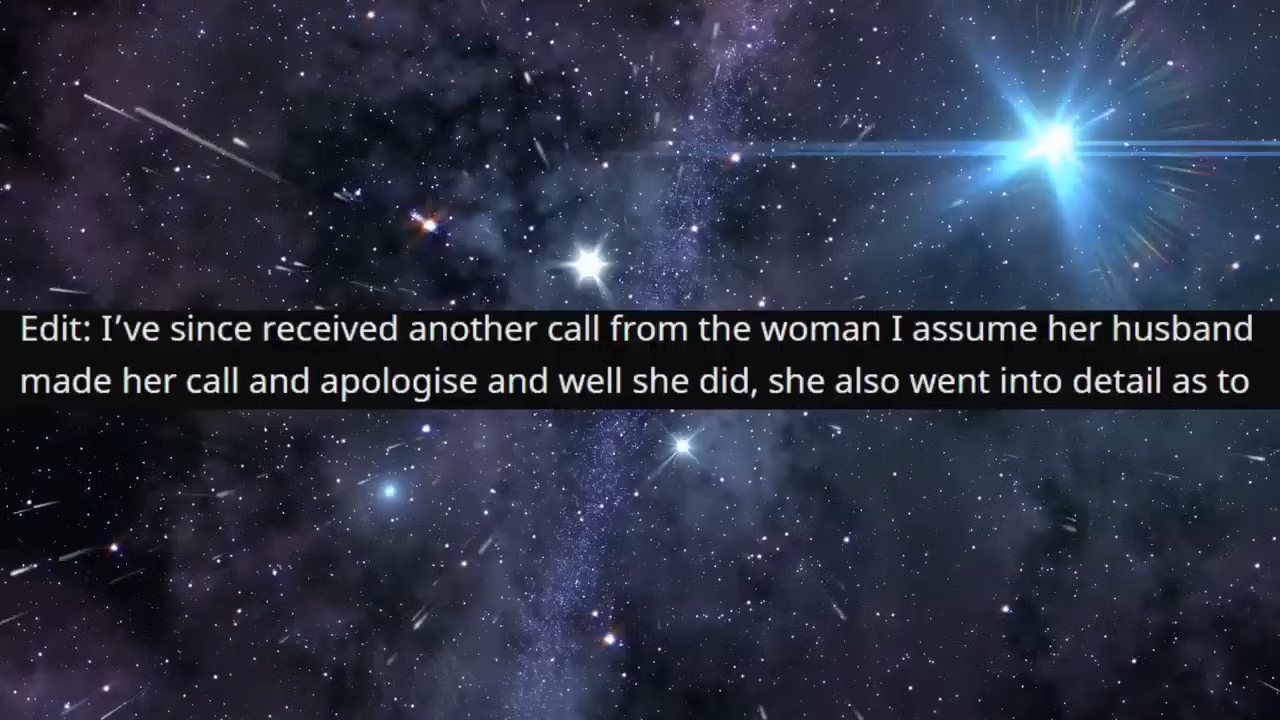 Edit: I’ve since received another call from the woman I assume her husband
made her call and apologise and well she did, she also went into detail as to